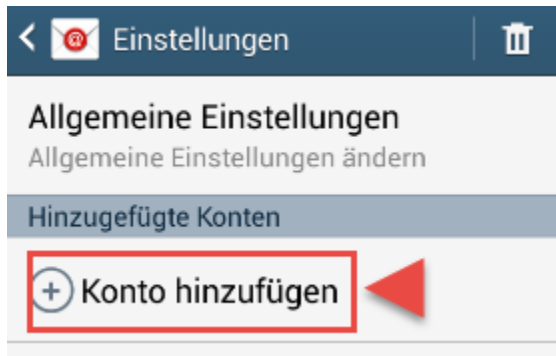 Einstellungen
Allgemeine Einstellungen
Allgemeine Einstellungen ändern
Hinzugefügte Konten
Konto hinzufügen